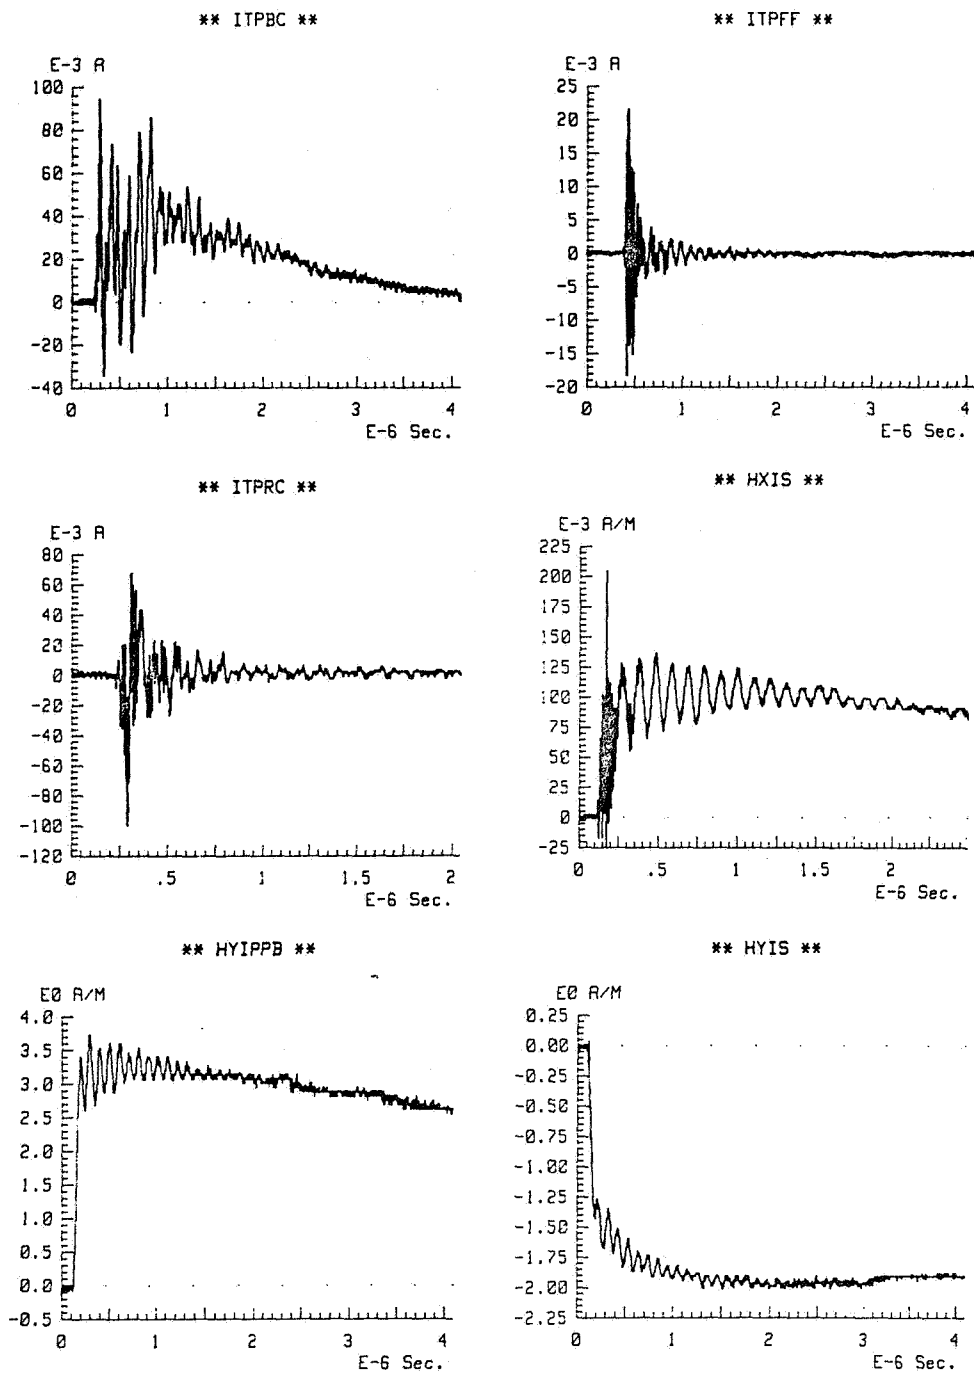 ** ITPBC **
E-3 A
100
80
60
40
20
0
-20
-40
0 1 2 3 4
E-6 Sec.
** ITPFF **
E-3 A
25
20
15
10
5
0
-5
-10
-15
-20
0 1 2 3 4
E-6 Sec.
** ITPRC **
E-3 A
80
60
40
20
0
-20
-40
-60
-80
-100
-120
0 .5 1 1.5 2
E-6 Sec.
** HXIS **
E-3 A/M
225
200
175
150
125
100
75
50
25
0
-25
0 .5 1 1.5 2
E-6 Sec.
** HYIPPB **
E0 A/M
4.0
3.5
3.0
2.5
2.0
1.5
1.0
0.5
0.0
-0.5
0 1 2 3 4
E-6 Sec.
** HYIS **
E0 A/M
0.25
0.00
-0.25
-0.50
-0.75
-1.00
-1.25
-1.50
-1.75
-2.00
-2.25
0 1 2 3 4
E-6 Sec.